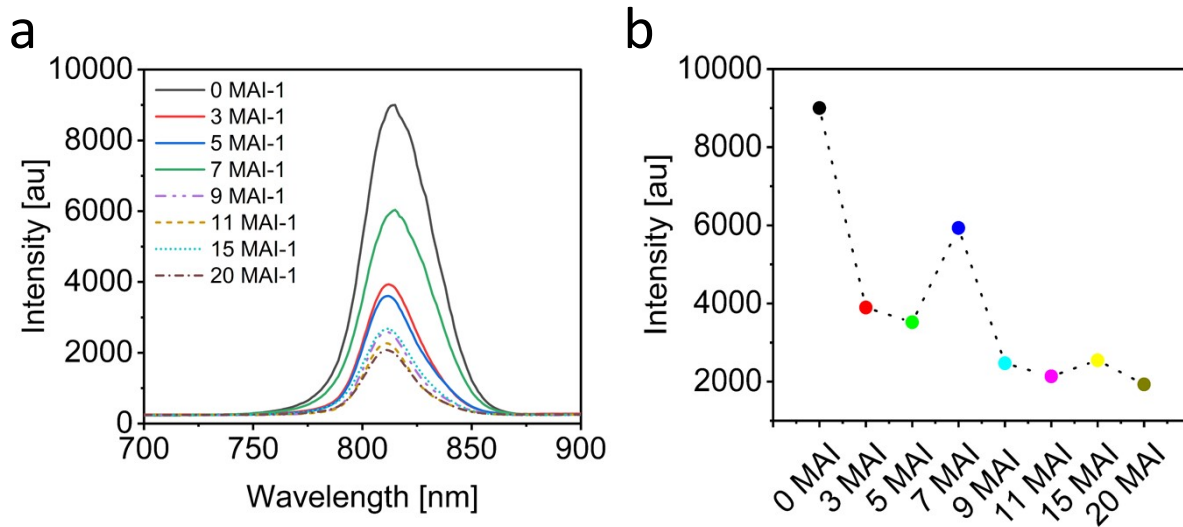 a
10000
8000
6000
4000
2000
0
Intensity [au]
0 MAI-1
3 MAI-1
5 MAI-1
7 MAI-1
9 MAI-1
11 MAI-1
15 MAI-1
20 MAI-1
700
750
800
850
900
Wavelength [nm]
b
10000
8000
6000
4000
2000
Intensity [au]
0 MAI
3 MAI
5 MAI
7 MAI
9 MAI
11 MAI
15 MAI
20 MAI